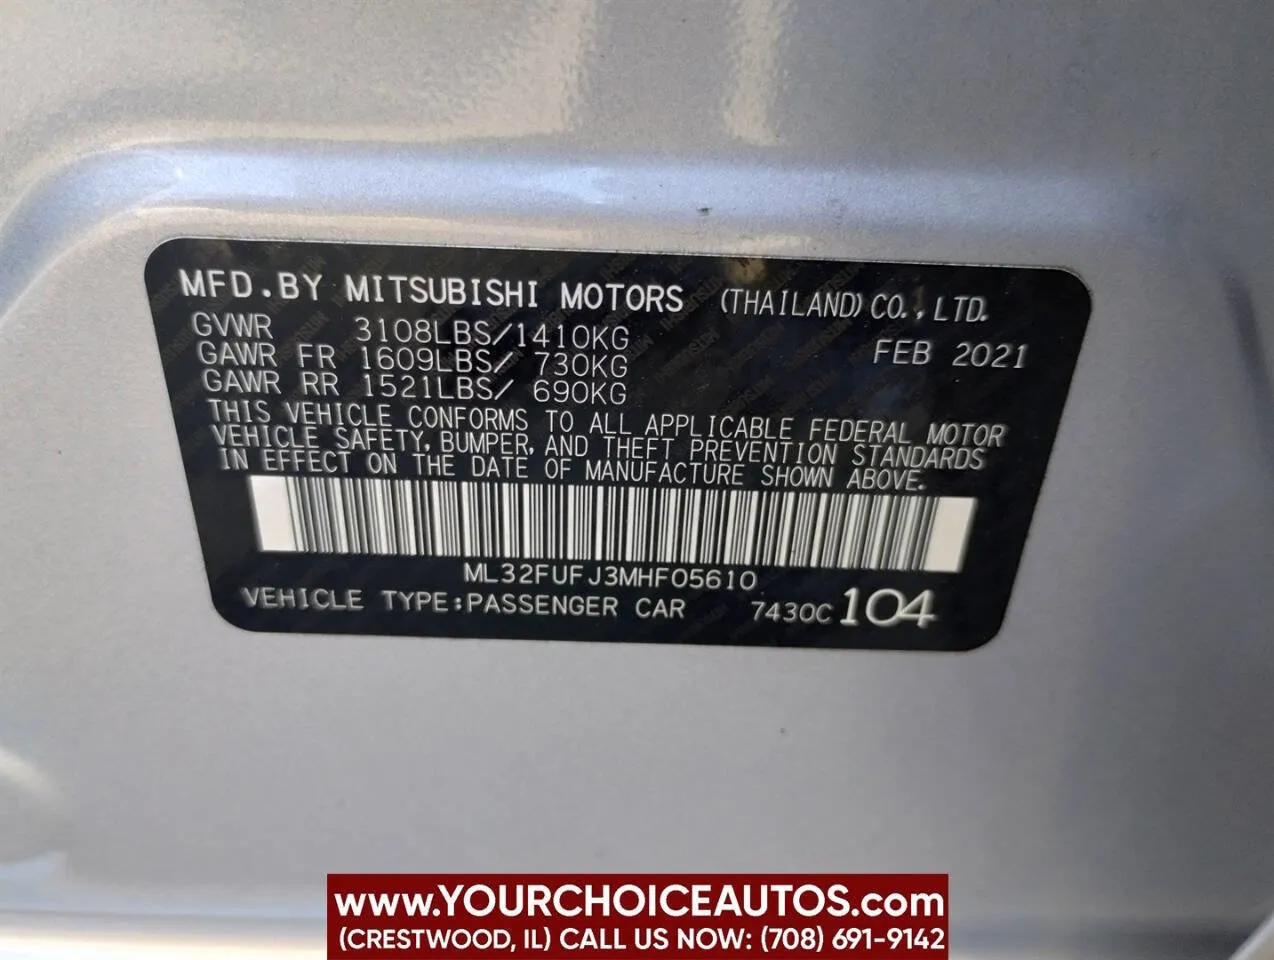 MFD.BY MITSUBISHI MOTORS (THAILAND) CO., LTD.
GVWR 3108LBS/1410KG FEB 2021
GAWR FR 1609LBS/ 730KG
GAWR RR 1521LBS/ 690KG
THIS VEHICLE CONFORMS TO ALL APPLICABLE FEDERAL MOTOR
VEHICLE SAFETY, BUMPER, AND THEFT PREVENTION STANDARDS
IN EFFECT ON THE DATE OF MANUFACTURE SHOWN ABOVE.
ML32FUFJ3MHF05610
VEHICLE TYPE:PASSENGER CAR 7430C 104
www.YOURCHOICEAUTOS.com
(CRESTWOOD, IL) CALL US NOW: (708) 691-9142